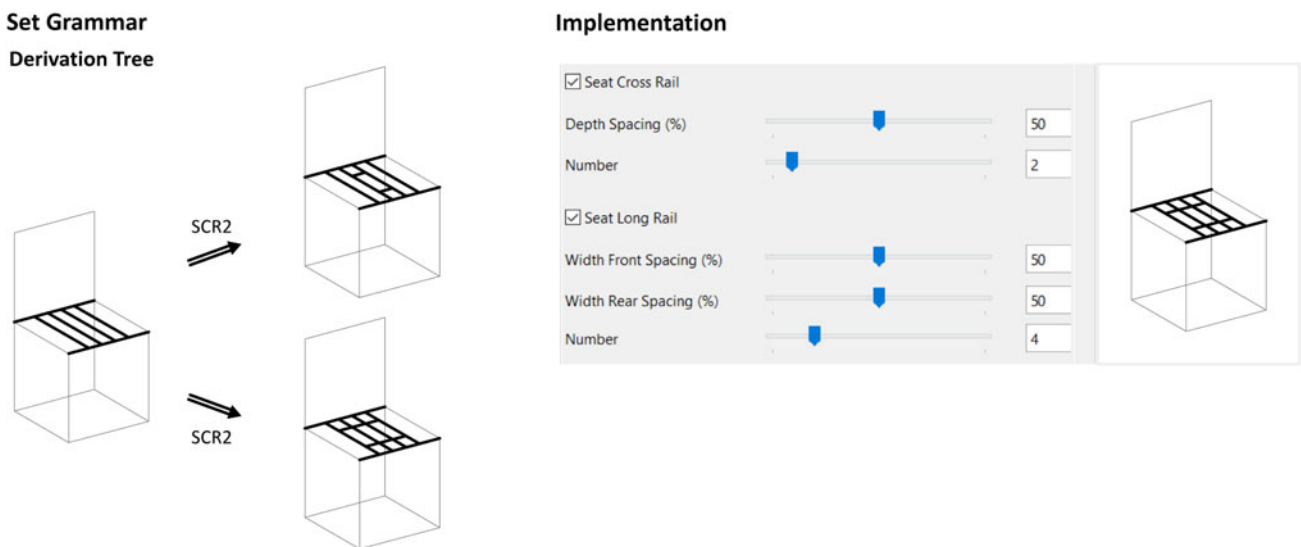 Set Grammar
Derivation Tree
SCR2
SCR2
Implementation
Seat Cross Rail
Depth Spacing (%) 50
Number 2
Seat Long Rail
Width Front Spacing (%) 50
Width Rear Spacing (%) 50
Number 4